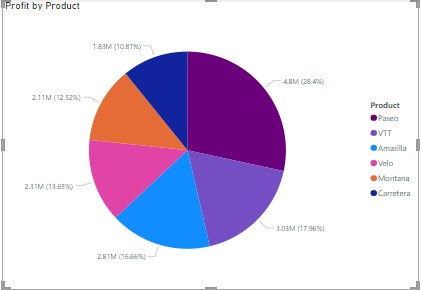 Profit by Product
1.83M (10.81%)
4.8M (28.4%)
2.11M (12.52%)
2.31M (13.65%)
2.81M (16.66%)
3.03M (17.96%)
Product
Paseo
VTT
Amarilla
Velo
Montana
Carretera